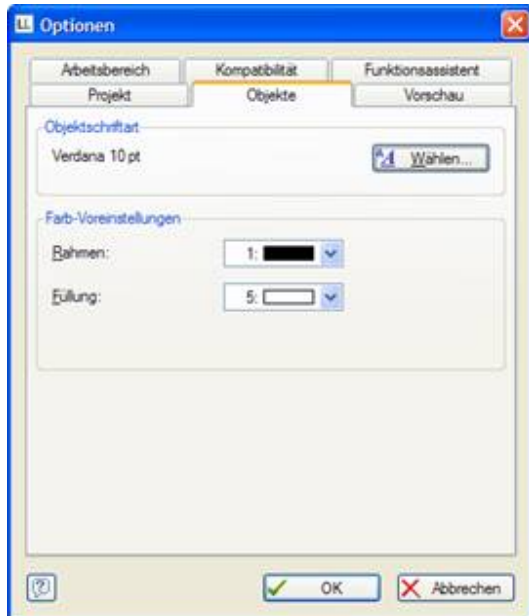 LL Optionen
Arbeitsbereich Kompatibilität Funktionsassistent
Projekt Objekte Vorschau
Objektschriftart
Verdana 10 pt Wählen...
Farb-Voreinstellungen
Rahmen: 1:
Füllung: 5:
? OK Abbrechen